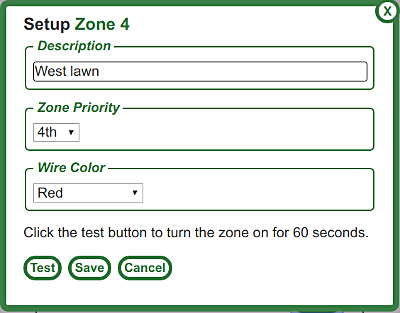 X
Setup Zone 4
Description
West lawn
Zone Priority
4th
Wire Color
Red
Click the test button to turn the zone on for 60 seconds.
Test Save Cancel